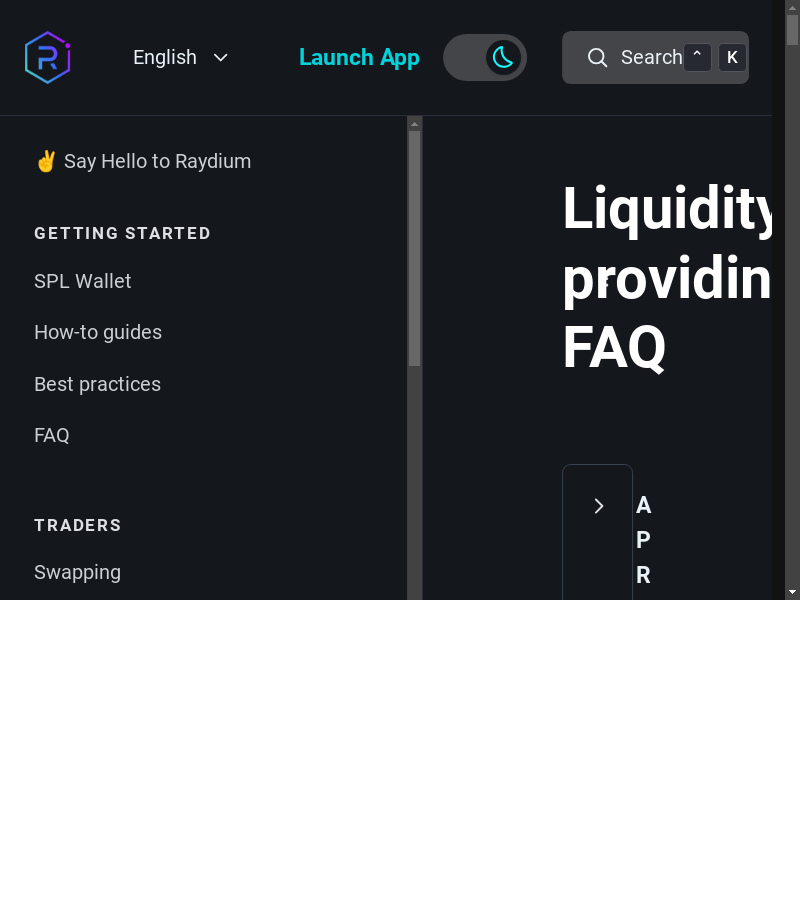 English
Launch App
Search
⌃
K
✌️ Say Hello to Raydium
GETTING STARTED
SPL Wallet
How-to guides
Best practices
FAQ
TRADERS
Swapping
Liquidity
providin
FAQ
A
P
R